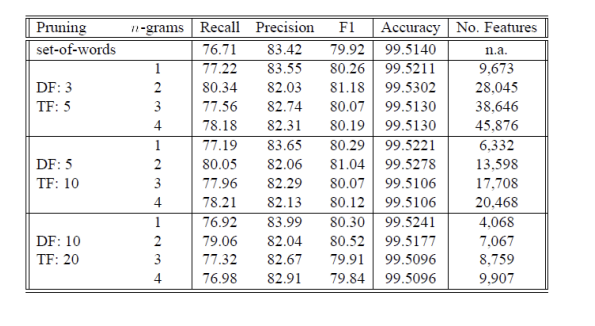 Pruning n-grams Recall Precision F1 Accuracy No. Features
set-of-words 76.71 83.42 79.92 99.5140 n.a.
1 77.22 83.55 80.26 99.5211 9,673
DF: 3 2 80.34 82.03 81.18 99.5302 28,045
TF: 5 3 77.56 82.74 80.07 99.5130 38,646
4 78.18 82.31 80.19 99.5130 45,876
1 77.19 83.65 80.29 99.5221 6,332
DF: 5 2 80.05 82.06 81.04 99.5278 13,598
TF: 10 3 77.96 82.29 80.07 99.5106 17,708
4 78.21 82.13 80.12 99.5106 20,468
1 76.92 83.99 80.30 99.5241 4,068
DF: 10 2 79.06 82.04 80.52 99.5177 7,067
TF: 20 3 77.32 82.67 79.91 99.5096 8,759
4 76.98 82.91 79.84 99.5096 9,907